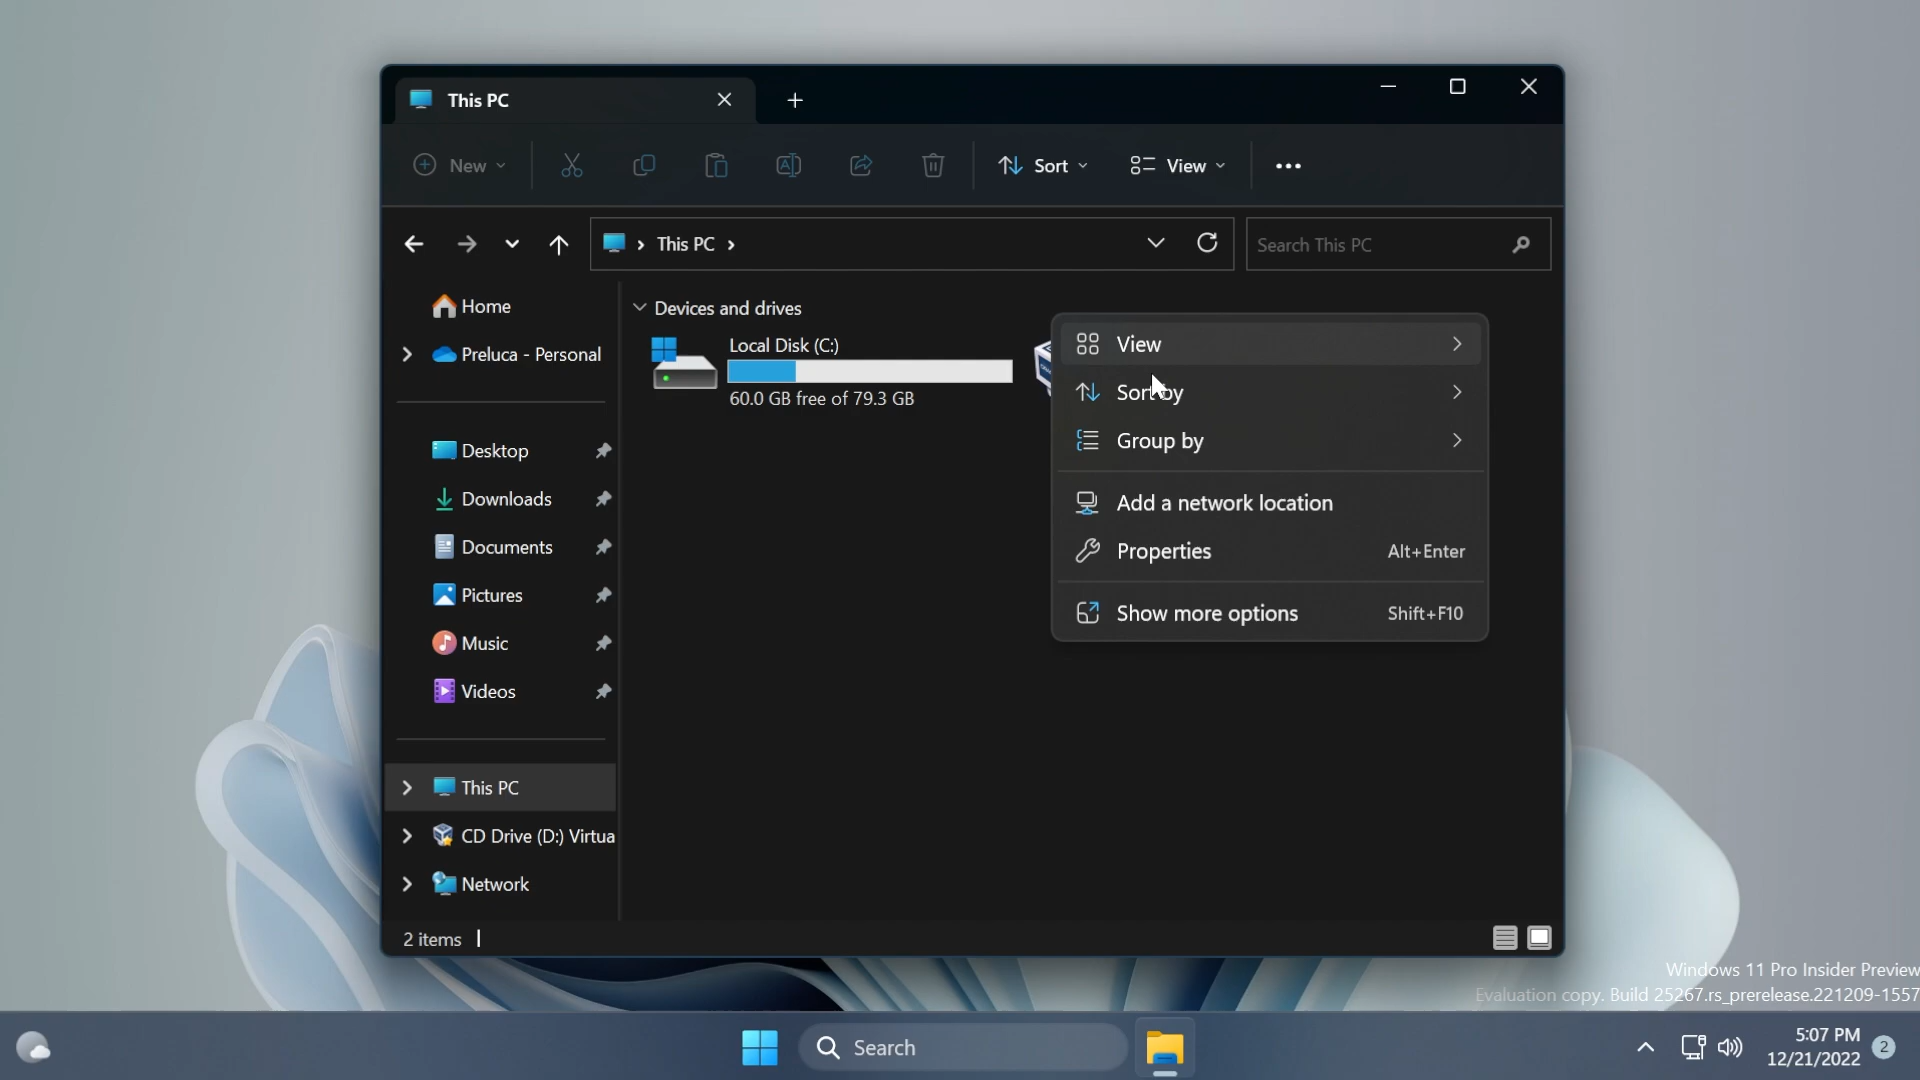 This PC
New
Sort
View
This PC
Search This PC
Home
Preluca - Personal
Desktop
Downloads
Documents
Pictures
Music
Videos
This PC
CD Drive (D:) Virtua
Network
Devices and drives
Local Disk (C:)
60.0 GB free of 79.3 GB
View
Sort by
Group by
Add a network location
Properties Alt+Enter
Show more options Shift+F10
2 items
Windows 11 Pro Insider Preview
Evaluation copy. Build 25267.rs_prerelease.221209-1557
Search
5:07 PM
12/21/2022
2